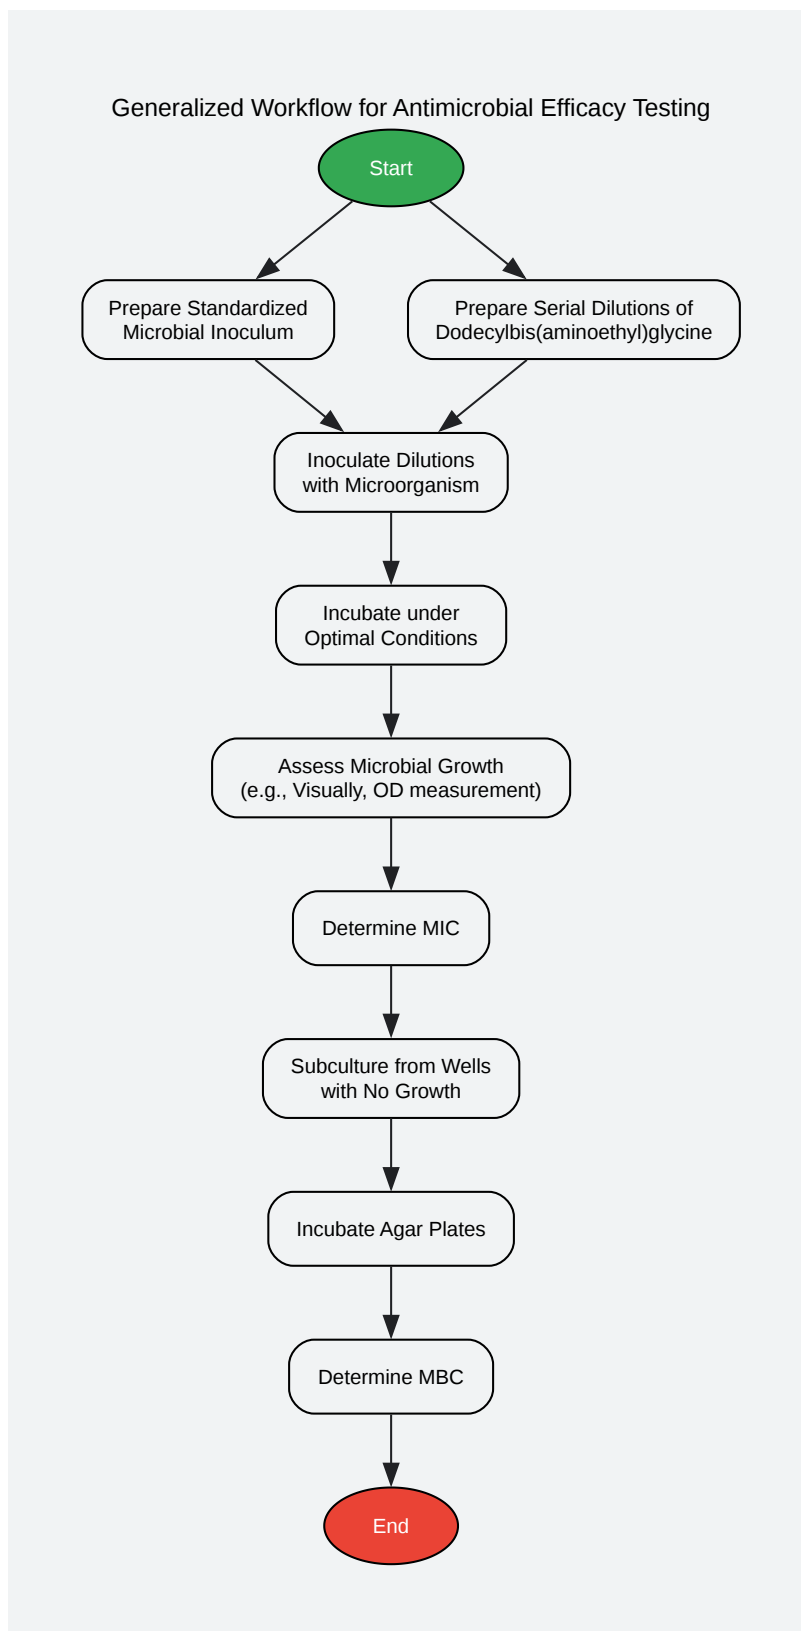 Generalized Workflow for Antimicrobial Efficacy Testing
Start
Prepare Standardized
Microbial Inoculum
Prepare Serial Dilutions of
Dodecylbis(aminoethyl)glycine
Inoculate Dilutions
with Microorganism
Incubate under
Optimal Conditions
Assess Microbial Growth
(e.g., Visually, OD measurement)
Determine MIC
Subculture from Wells
with No Growth
Incubate Agar Plates
Determine MBC
End